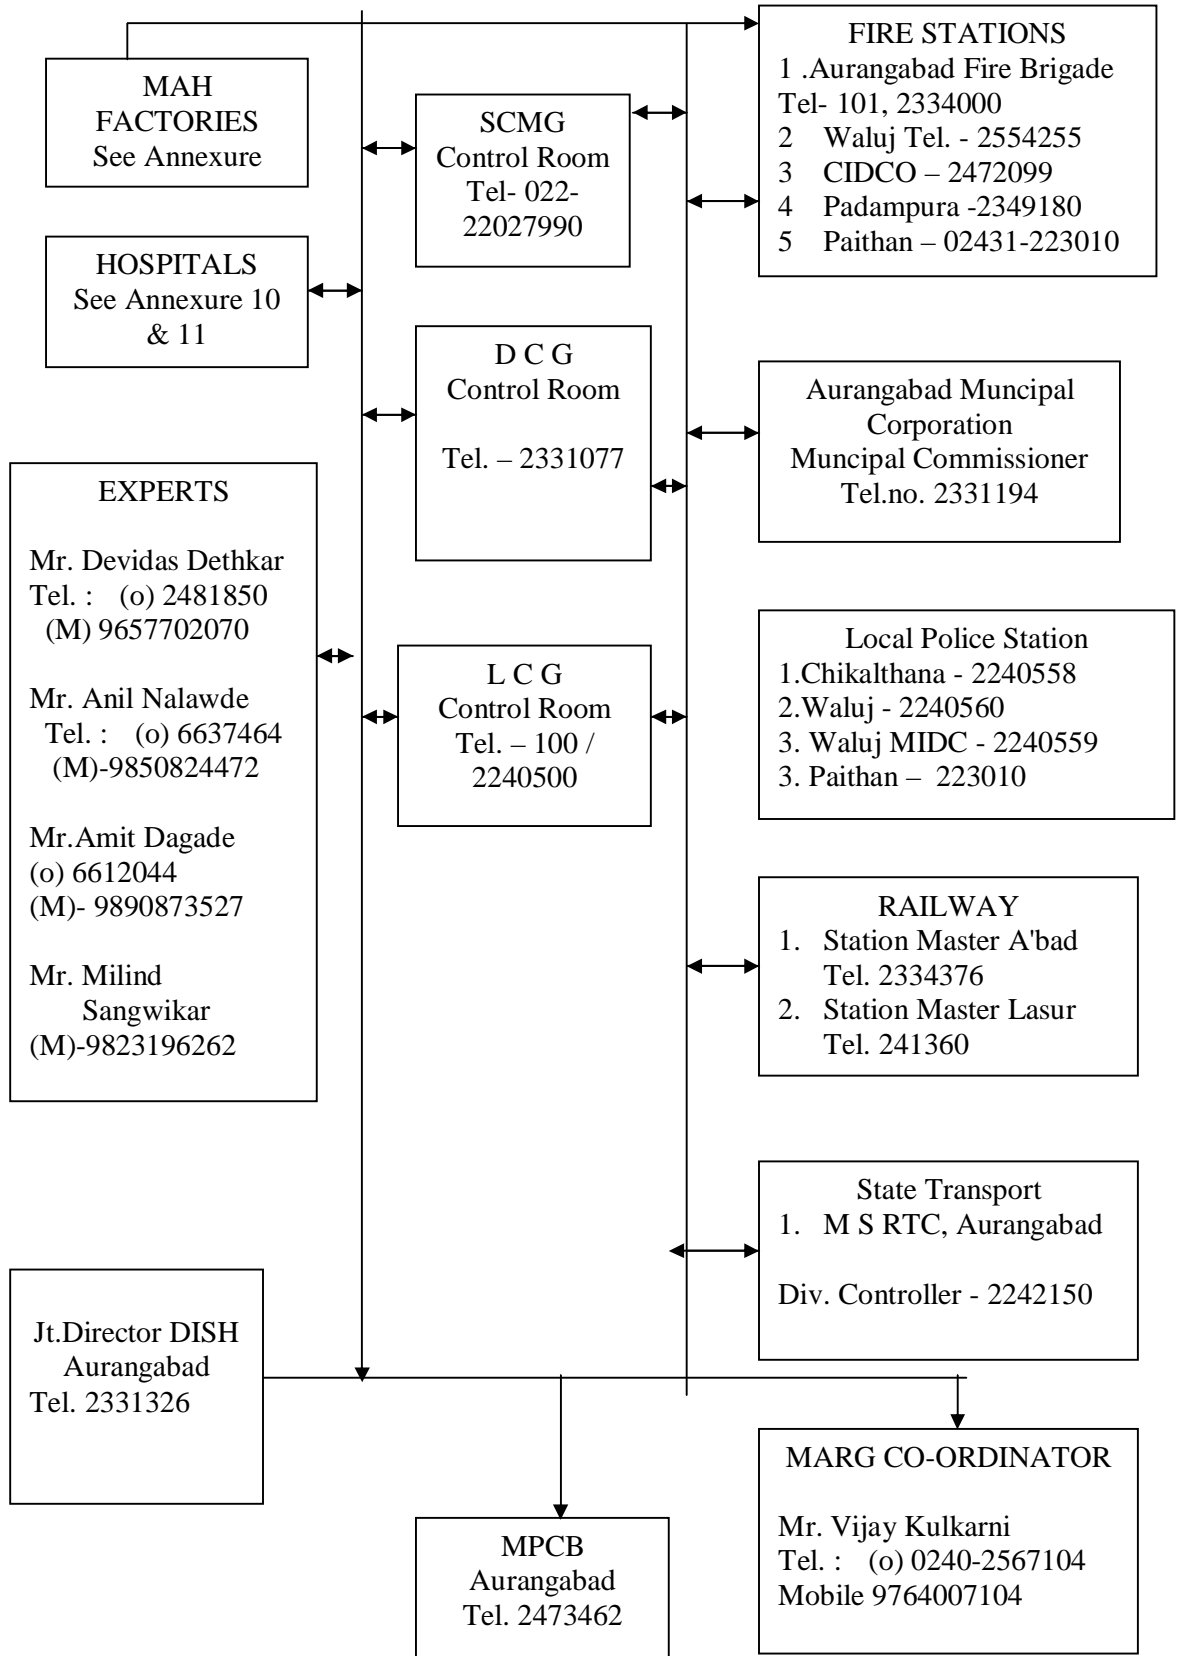 MAH
FACTORIES
See Annexure
HOSPITALS
See Annexure 10
& 11
EXPERTS
Mr. Devidas Dethkar
Tel. : (o) 2481850
(M) 9657702070
Mr. Anil Nalawde
Tel. : (o) 6637464
(M)-9850824472
Mr.Amit Dagade
(o) 6612044
(M)- 9890873527
Mr. Milind
Sangwikar
(M)-9823196262
Jt.Director DISH
Aurangabad
Tel. 2331326
SCMG
Control Room
Tel- 022-
22027990
D C G
Control Room
Tel. – 2331077
L C G
Control Room
Tel. – 100 /
2240500
MPCB
Aurangabad
Tel. 2473462
FIRE STATIONS
1 .Aurangabad Fire Brigade
Tel- 101, 2334000
2 Waluj Tel. - 2554255
3 CIDCO – 2472099
4 Padampura -2349180
5 Paithan – 02431-223010
Aurangabad Muncipal
Corporation
Muncipal Commissioner
Tel.no. 2331194
Local Police Station
1.Chikalthana - 2240558
2.Waluj - 2240560
3. Waluj MIDC - 2240559
3. Paithan – 223010
RAILWAY
1. Station Master A'bad
Tel. 2334376
2. Station Master Lasur
Tel. 241360
State Transport
1. M S RTC, Aurangabad
Div. Controller - 2242150
MARG CO-ORDINATOR
Mr. Vijay Kulkarni
Tel. : (o) 0240-2567104
Mobile 9764007104